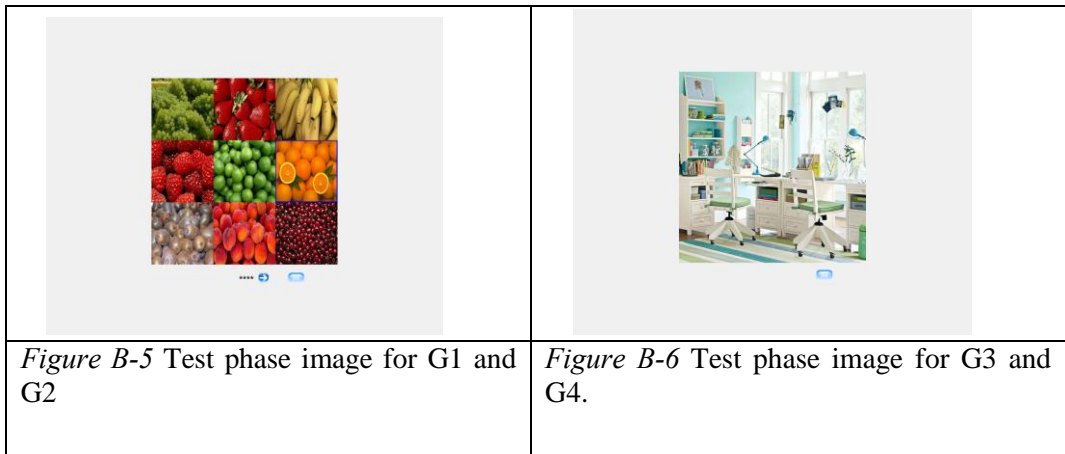 Figure B-5 Test phase image for G1 and
G2
Figure B-6 Test phase image for G3 and
G4.